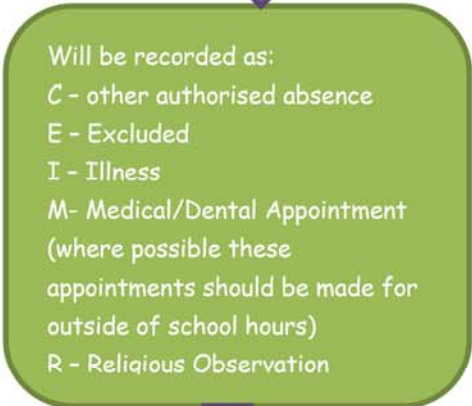 Will be recorded as:
C – other authorised absence
E – Excluded
I – Illness
M- Medical/Dental Appointment
(where possible these
appointments should be made for
outside of school hours)
R – Religious Observation